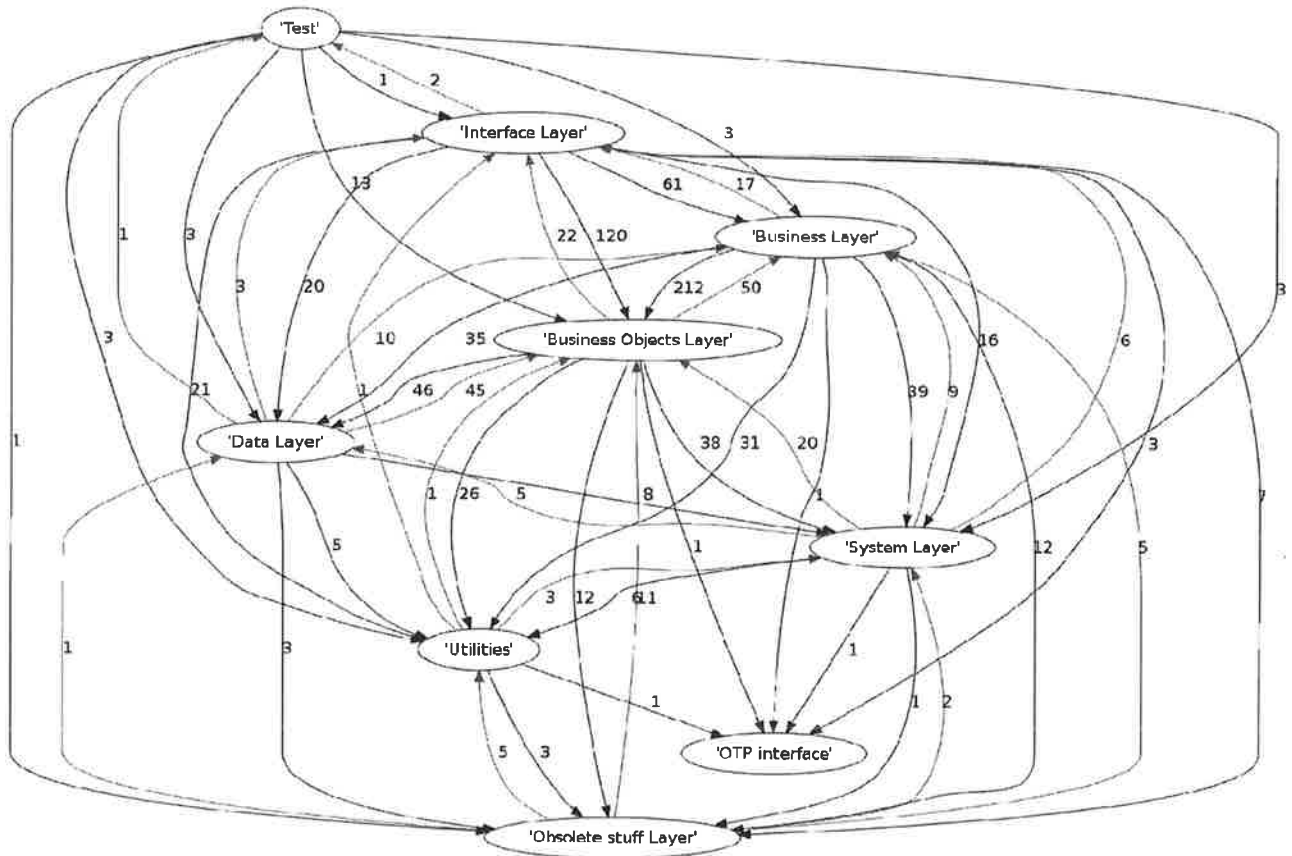 'Test'
1 2
'Interface Layer'
3
13 61 17
'Business Layer'
1 3 3 20 22 120 212 50 3
'Business Objects Layer'
3 10 35 1 16 6
21 46 45 39 9
'Data Layer'
1 38 31 20 3
1 26 5 8 1 7
5 3 6 11 1 'System Layer' 12 5
12
'Utilities'
1 3 1 1
5 3 'OTP interface' 1 2
'Obsolete stuff Layer'